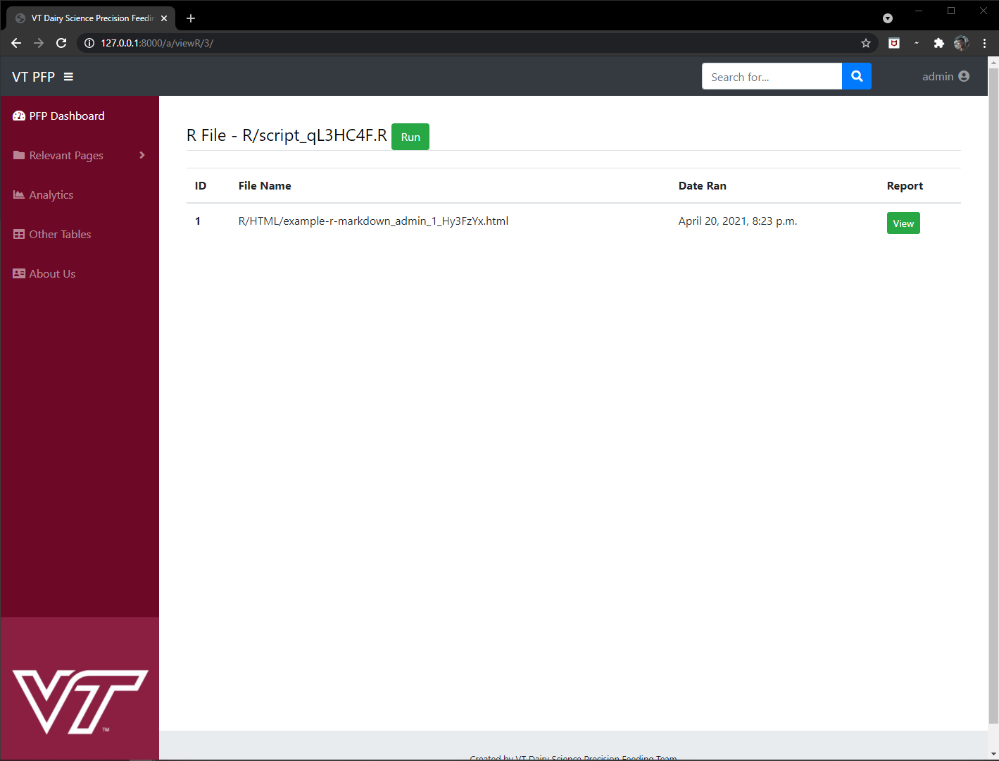 VT Dairy Science Precision Feedin
127.0.0.1:8000/a/viewR/3/
VT PFP
Search for...
admin
PFP Dashboard
Relevant Pages
Analytics
Other Tables
About Us
R File - R/script_qL3HC4F.R Run
ID File Name Date Ran Report
1 R/HTML/example-r-markdown_admin_1_Hy3FzYx.html April 20, 2021, 8:23 p.m. View
VT
TM
Created by VT Dairy Science Precision Feeding Team